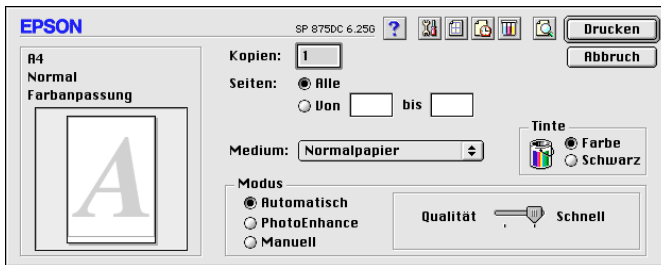 EPSON
SP 875DC 6.25G ? Drucken
Abbruch
A4
Normal
Farbanpassung
A
Kopien: 1
Seiten: Alle
Von bis
Medium: Normalpapier
Tinte
Farbe
Schwarz
Modus
Automatisch
PhotoEnhance
Manuell
Qualität Schnell